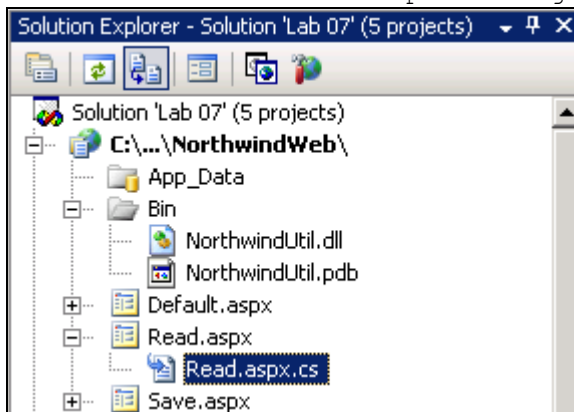 Solution Explorer - Solution 'Lab 07' (5 projects)
Solution 'Lab 07' (5 projects)
C:\...\NorthwindWeb\
App_Data
Bin
NorthwindUtil.dll
NorthwindUtil.pdb
Default.aspx
Read.aspx
Read.aspx.cs
Save.aspx